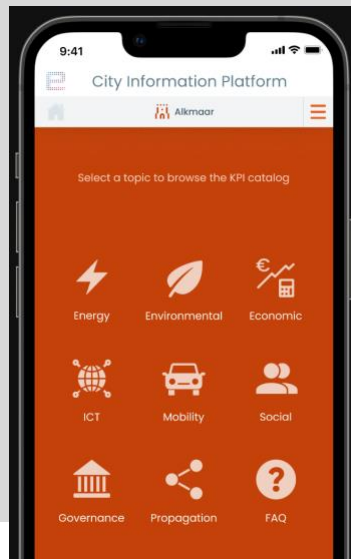 9:41
City Information Platform
Alkmaar
Select a topic to browse the KPI catalog
Energy Environmental Economic
ICT Mobility Social
Governance Propagation FAQ